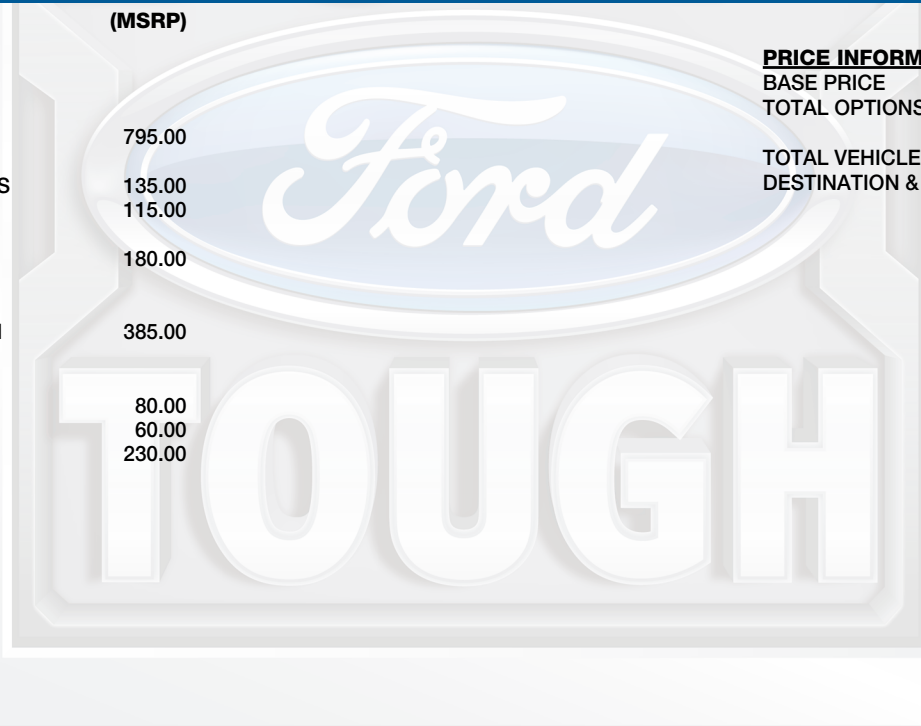 (MSRP)
795.00
S 135.00
115.00
180.00
385.00
80.00
60.00
230.00
PRICE INFORM
BASE PRICE
TOTAL OPTIONS
TOTAL VEHICLE
DESTINATION &
Ford
TOUGH